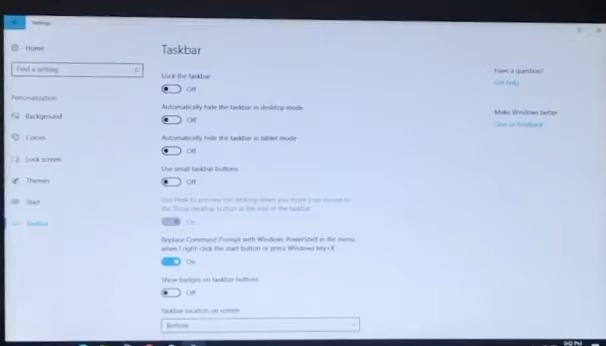 Settings
Home
Find a setting
Personalization
Background
Colors
Lock screen
Themes
Start
Taskbar
Taskbar
Lock the taskbar
Off
Automatically hide the taskbar in desktop mode
Off
Automatically hide the taskbar in tablet mode
Off
Use small taskbar buttons
Off
Use Peek to preview the desktop when you move your mouse to
the Show desktop button at the end of the taskbar
On
Replace Command Prompt with Windows PowerShell in the menu
when I right-click the start button or press Windows key+X
On
Show badges on taskbar buttons
Off
Taskbar location on screen
Bottom
Have a question?
Get help
Make Windows better
Give us feedback
9:02 PM